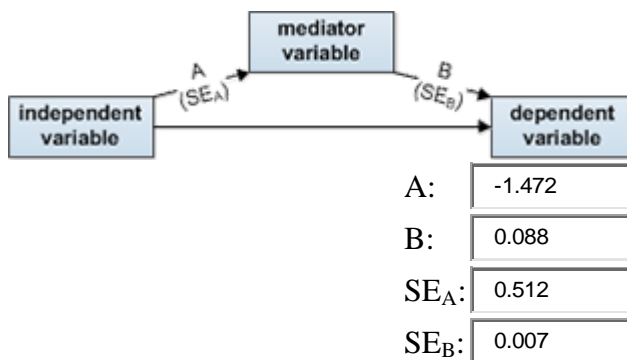 mediator
variable
A
(SEA)
B
(SEB)
independent
variable
dependent
variable
A: -1.472
B: 0.088
SEA: 0.512
SEB: 0.007